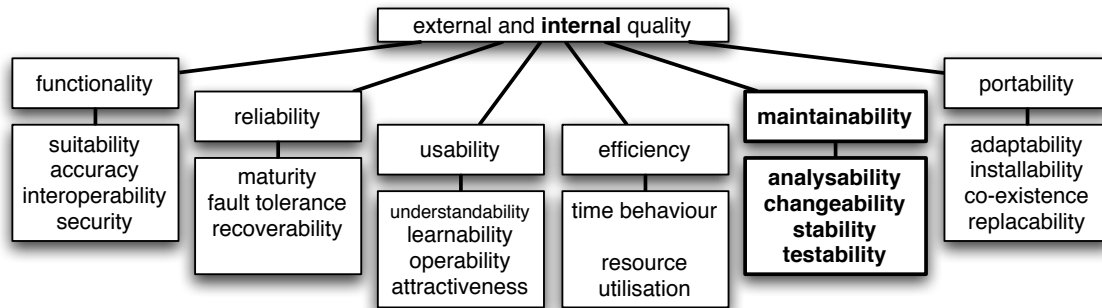 external and internal quality
functionality
suitability
accuracy
interoperability
security
reliability
maturity
fault tolerance
recoverability
usability
understandability
learnability
operability
attractiveness
efficiency
time behaviour
resource
utilisation
maintainability
analysability
changeability
stability
testability
portability
adaptability
installability
co-existence
replacability